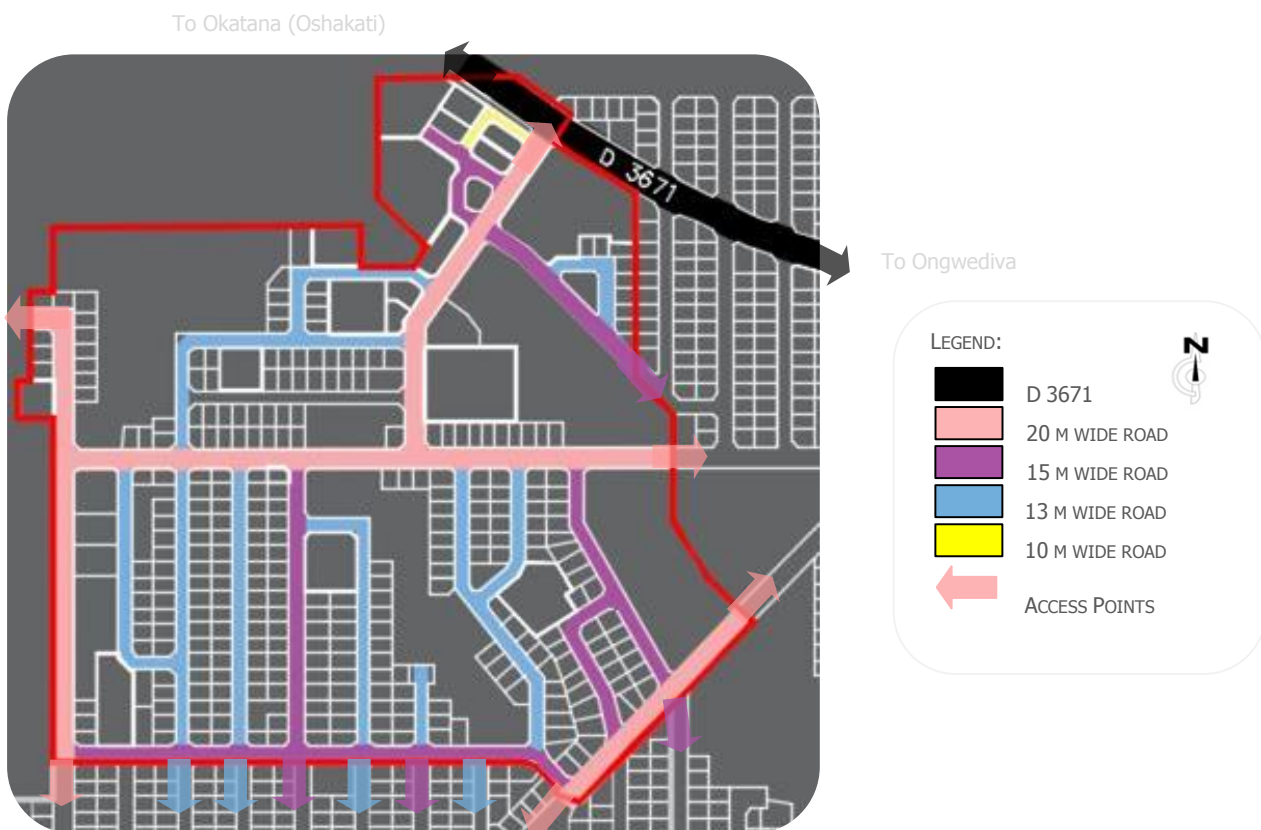 To Okatana (Oshakati)
D 3671
To Ongwediva
LEGEND:
N
D 3671
20 M WIDE ROAD
15 M WIDE ROAD
13 M WIDE ROAD
10 M WIDE ROAD
ACCESS POINTS